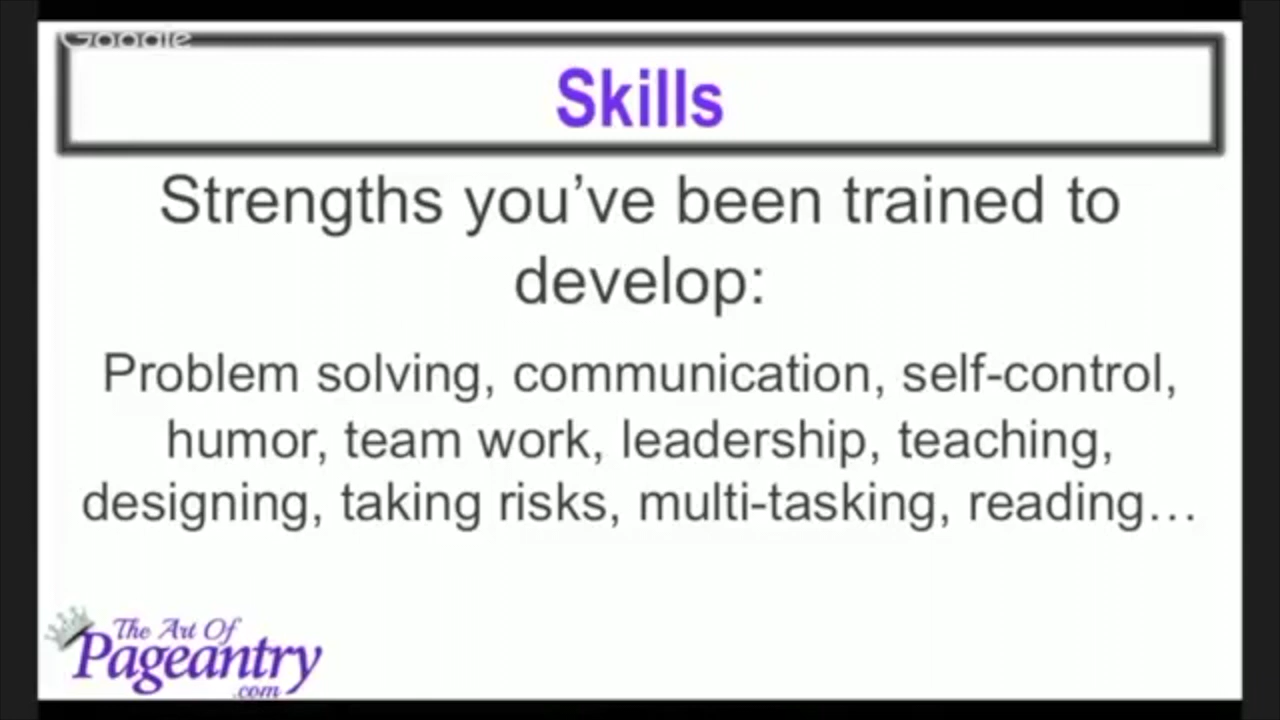 Google
Skills
Strengths you’ve been trained to
develop:
Problem solving, communication, self-control,
humor, team work, leadership, teaching,
designing, taking risks, multi-tasking, reading…
The Art Of
Pageantry
.com